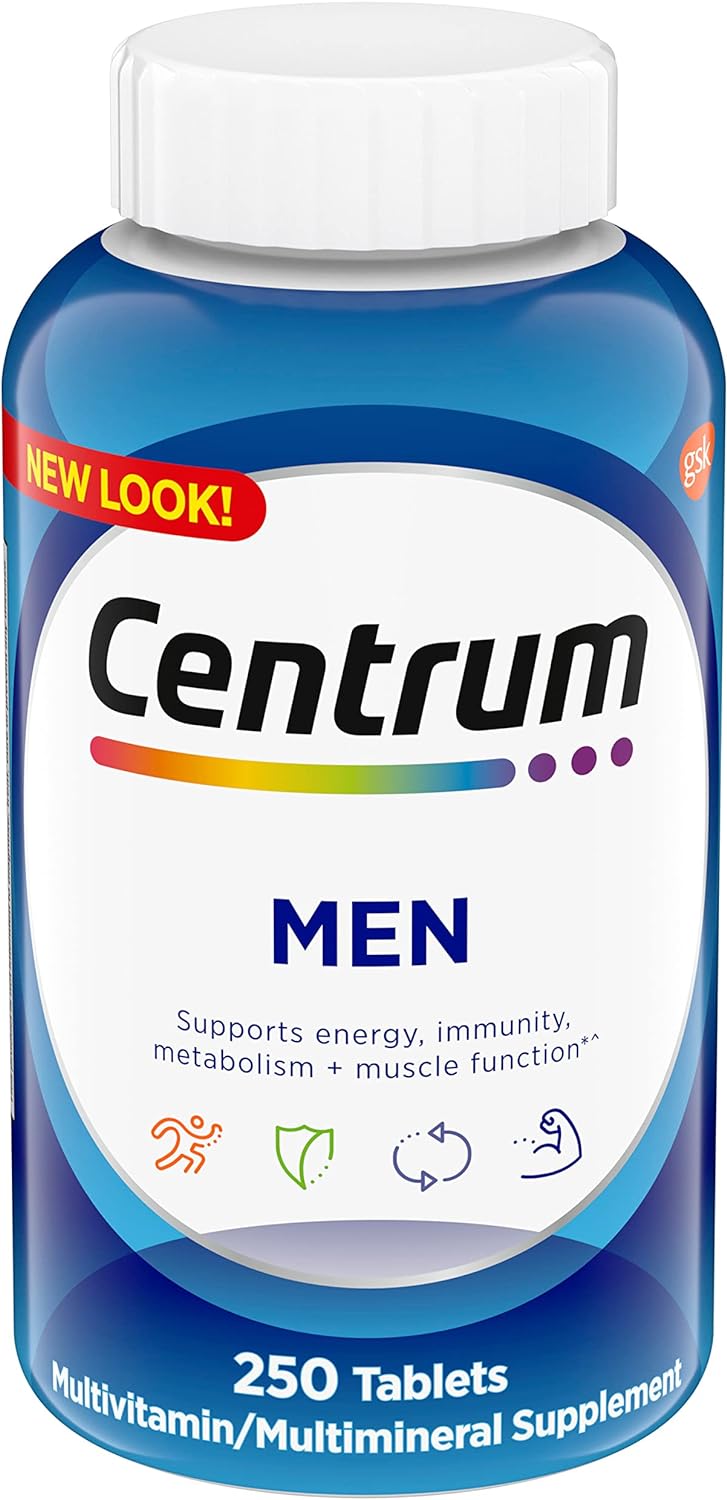 NEW LOOK!
gsk
Centrum
MEN
Supports energy, immunity,
metabolism + muscle function*^
250 Tablets
Multivitamin/Multimineral Supplement